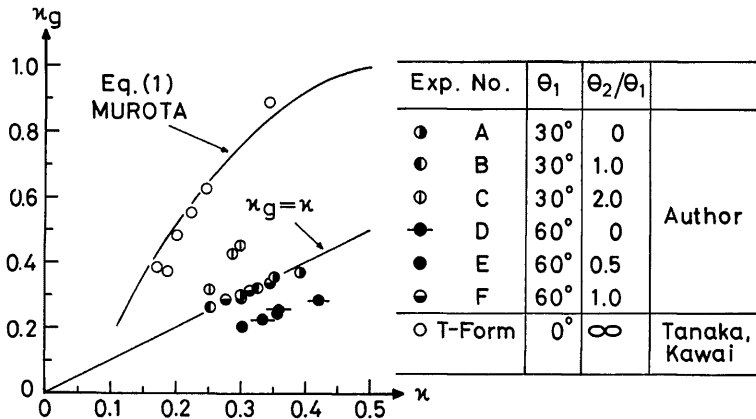 ϰg
1.0
0.8
0.6
0.4
0.2
0
0 0.1 0.2 0.3 0.4 0.5 ϰ
Eq.(1)
MUROTA
ϰg=ϰ
Exp. No. θ1 θ2/θ1
A 30° 0
B 30° 1.0
C 30° 2.0
D 60° 0
E 60° 0.5
F 60° 1.0
Author
T-Form 0° ∞ Tanaka,
Kawai